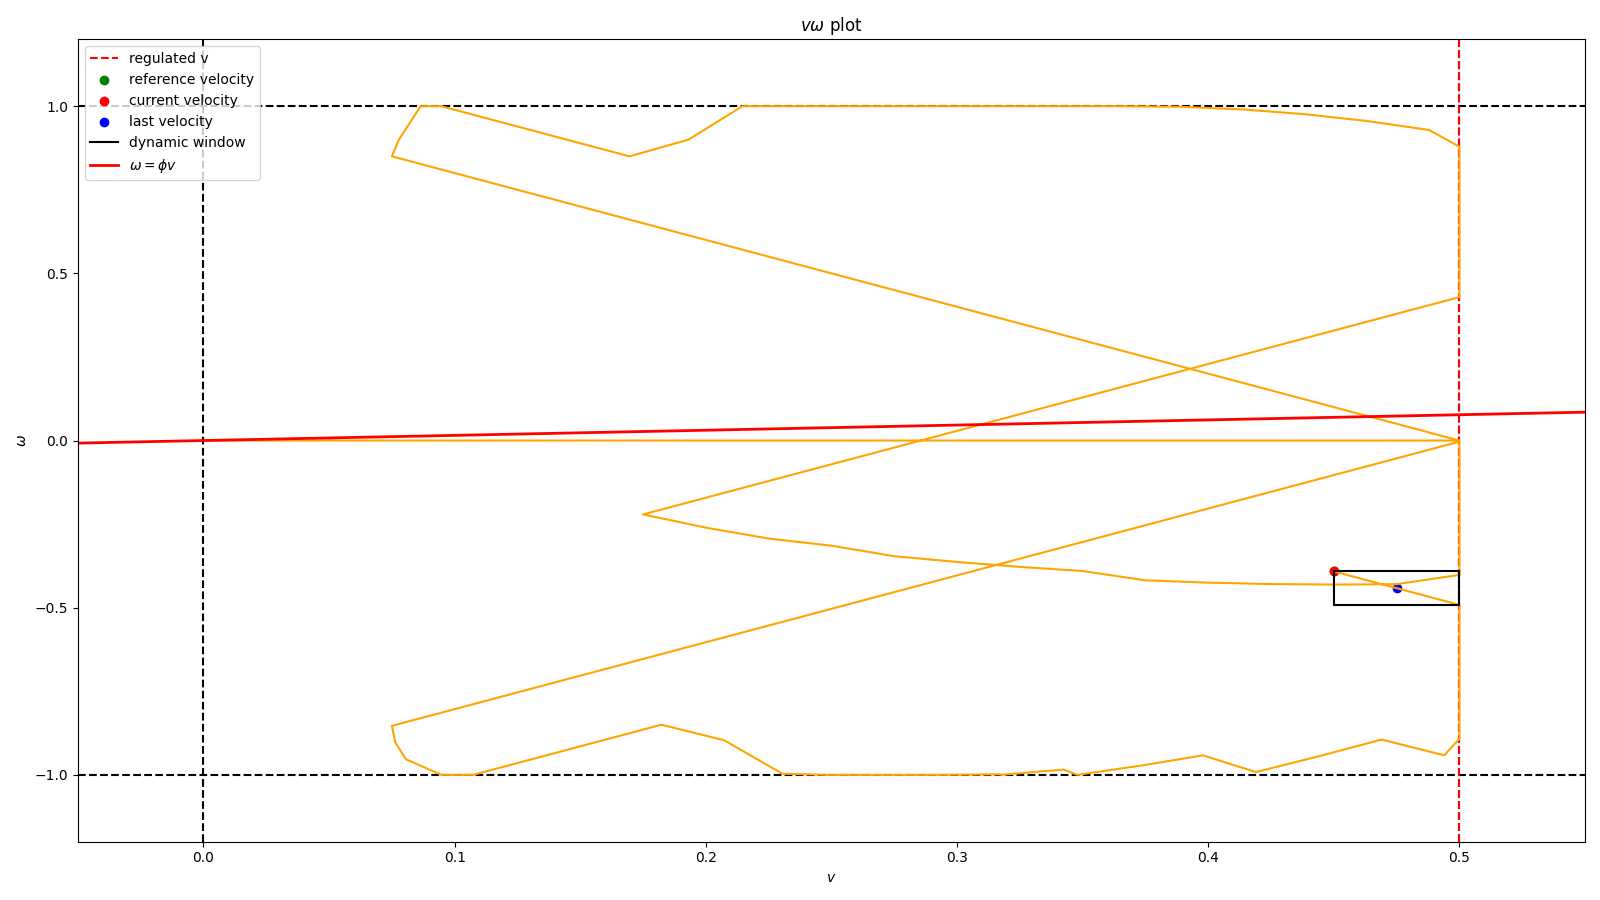 vω plot
regulated v
reference velocity
current velocity
last velocity
dynamic window
ω = ϕv
1.0
0.5
0.0
−0.5
−1.0
ω
0.0 0.1 0.2 0.3 0.4 0.5
v